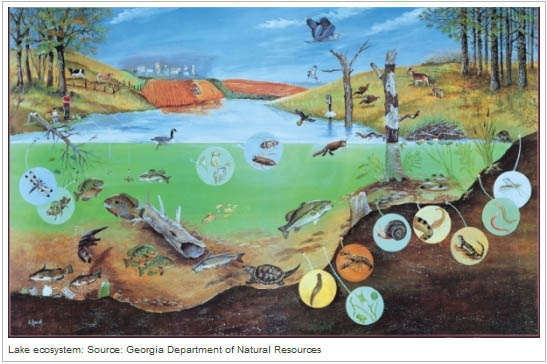 Lake ecosystem: Source: Georgia Department of Natural Resources